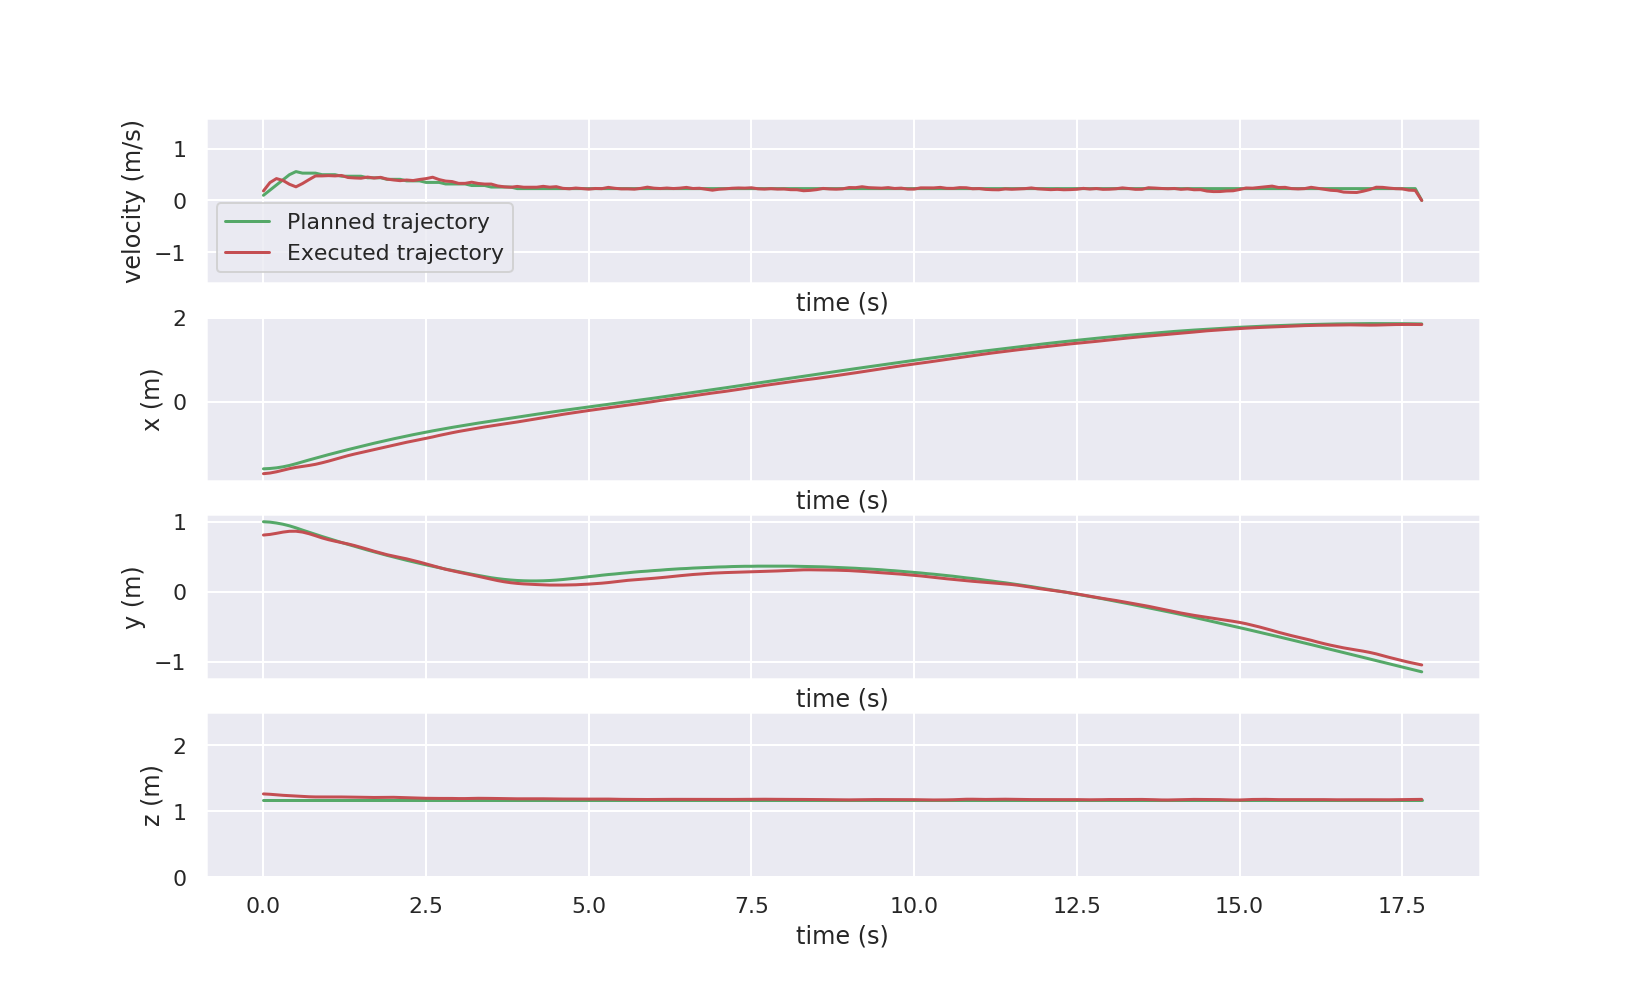 velocity (m/s)
1
0
−1
Planned trajectory
Executed trajectory
time (s)
x (m)
2
0
time (s)
y (m)
1
0
−1
time (s)
z (m)
2
1
0
0.0 2.5 5.0 7.5 10.0 12.5 15.0 17.5
time (s)